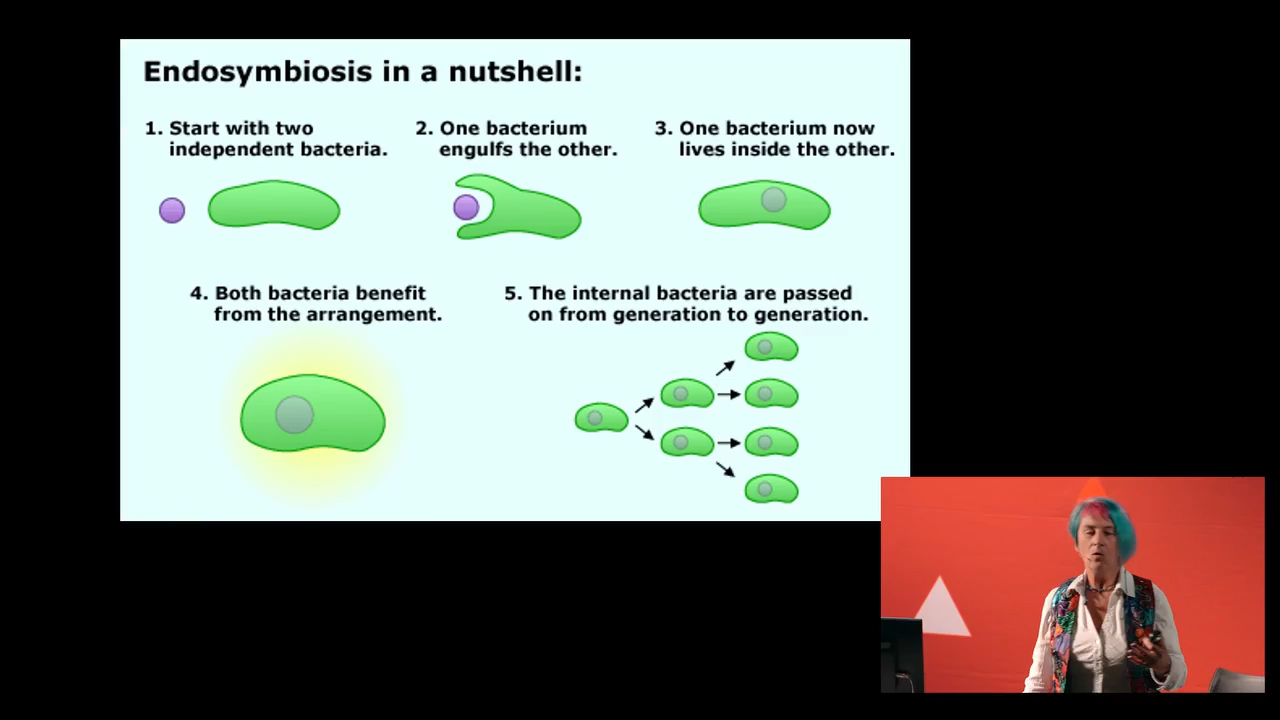 Endosymbiosis in a nutshell:
1. Start with two
independent bacteria.
2. One bacterium
engulfs the other.
3. One bacterium now
lives inside the other.
4. Both bacteria benefit
from the arrangement.
5. The internal bacteria are passed
on from generation to generation.